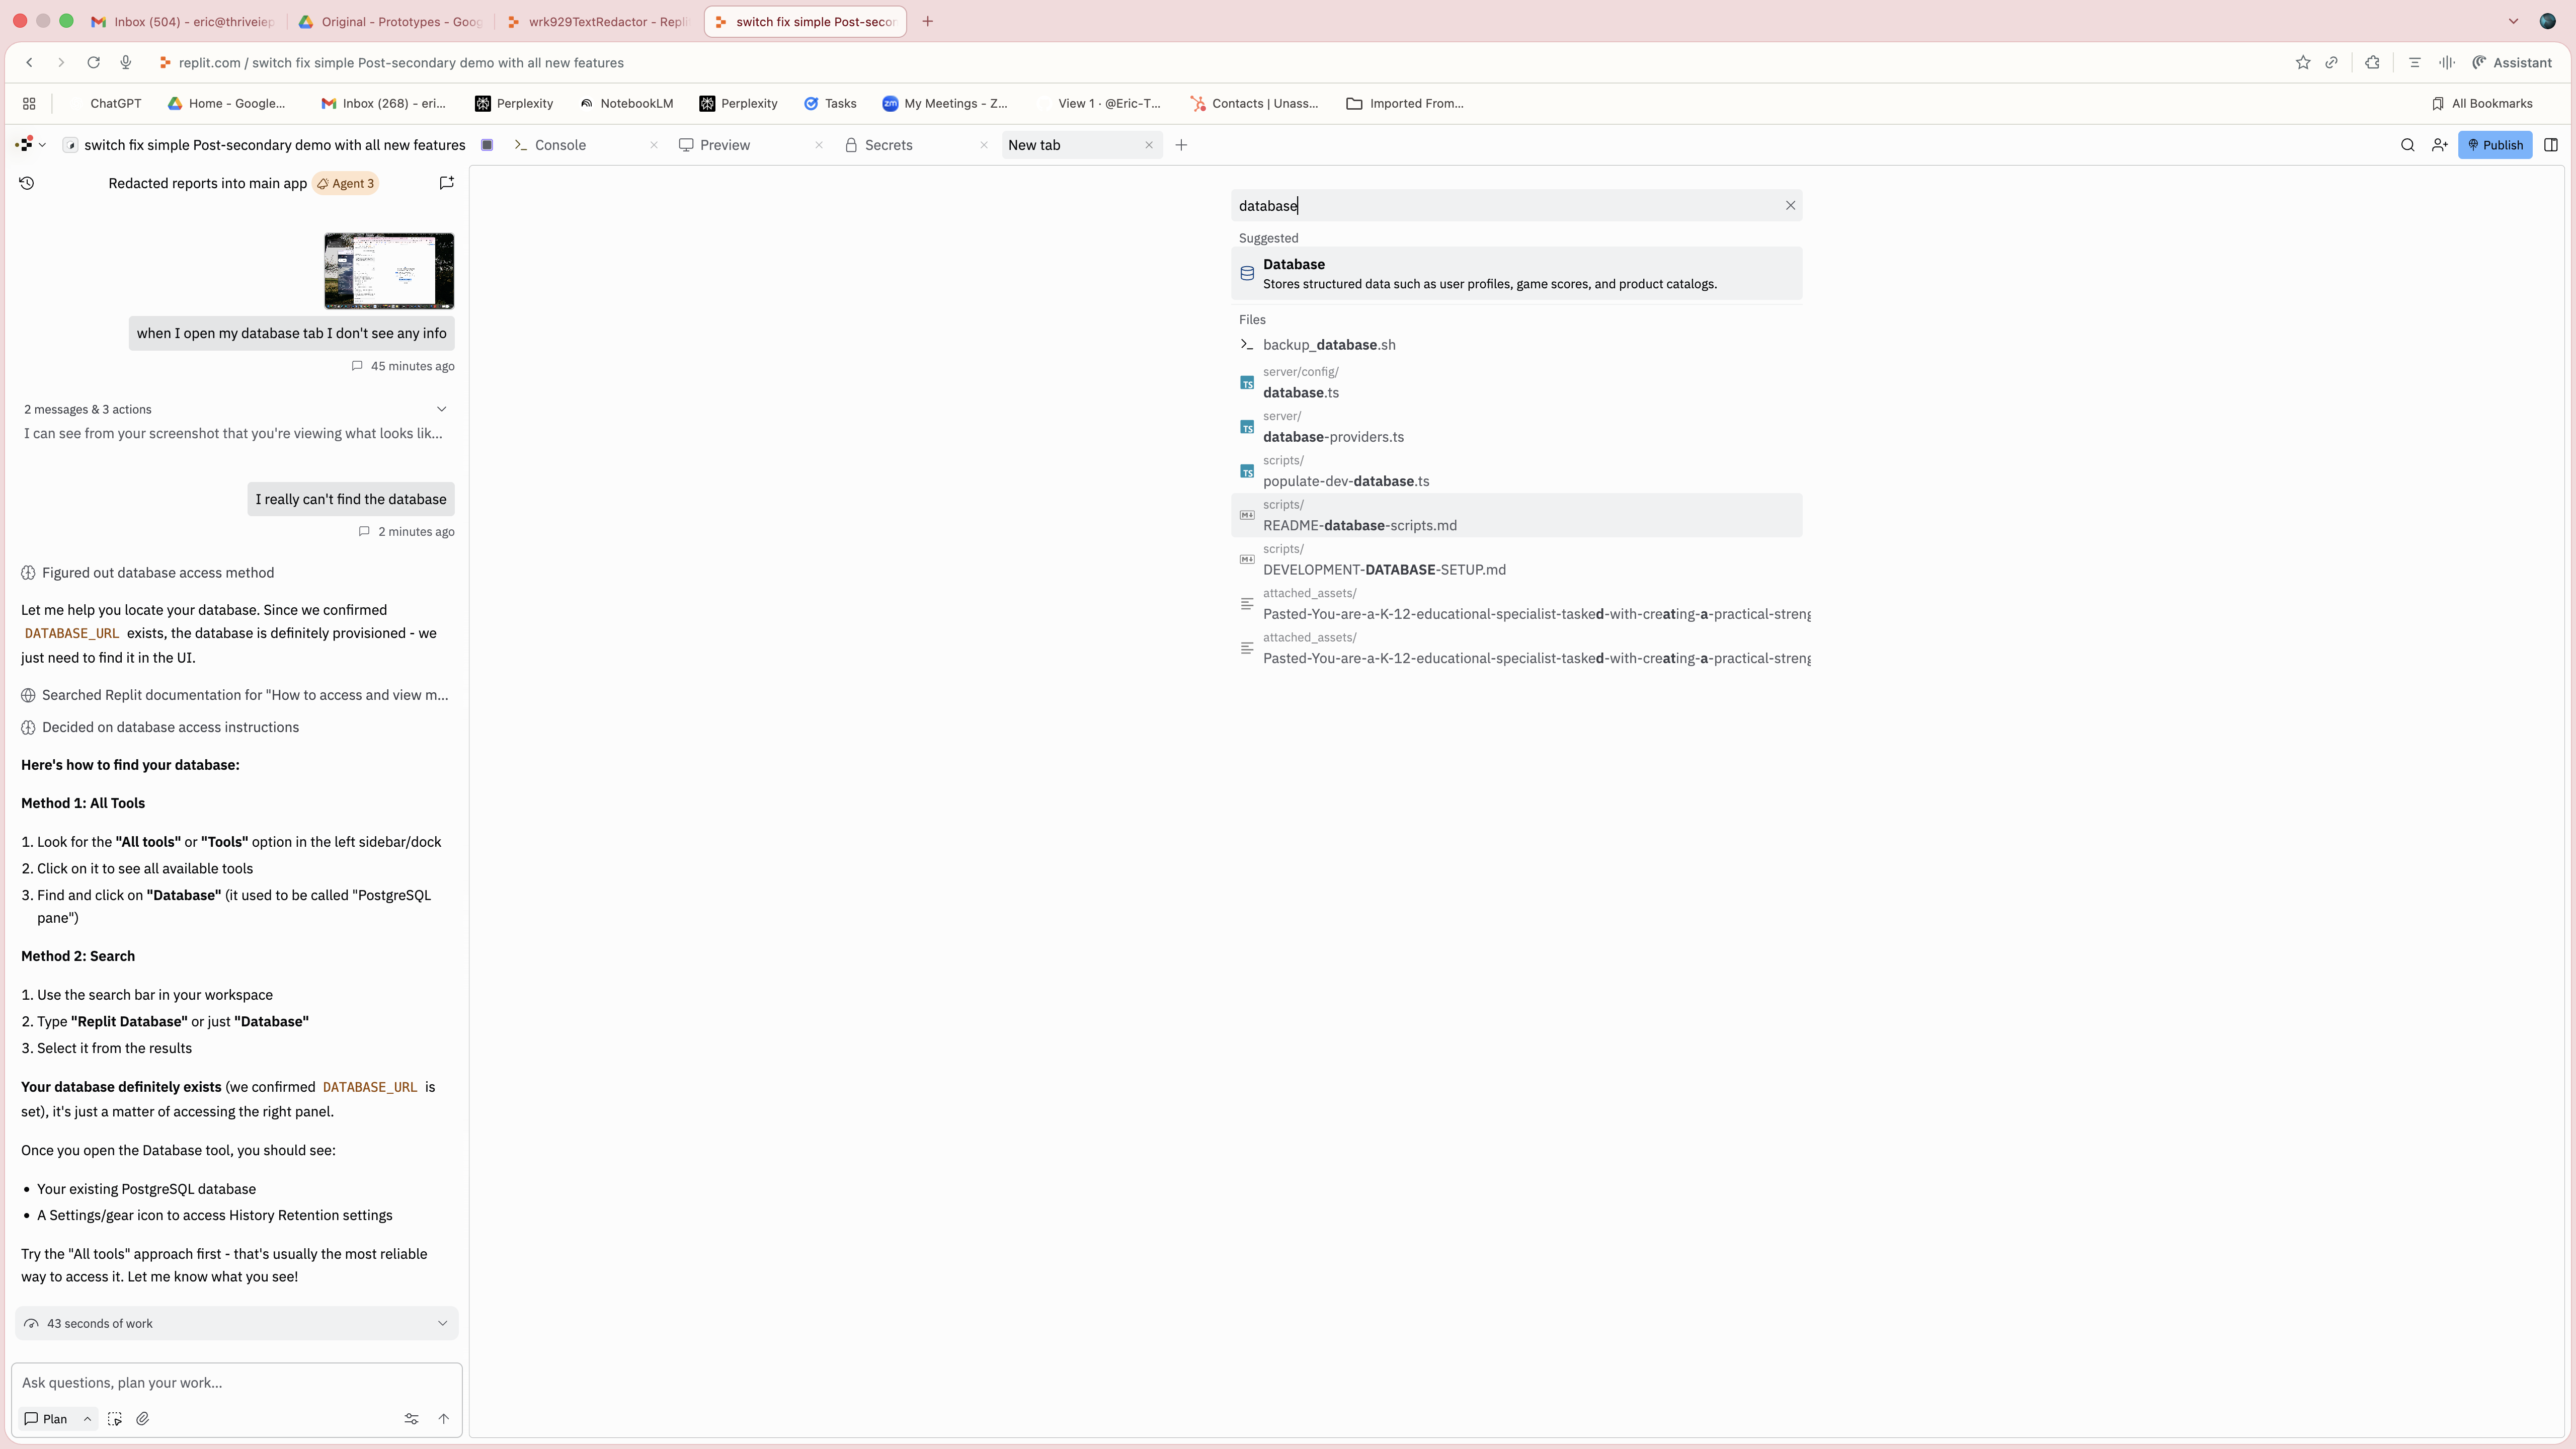 Inbox (504) - eric@thriveiep
Original - Prototypes - Goog
wrk929TextRedactor - Repli
switch fix simple Post-secon
replit.com / switch fix simple Post-secondary demo with all new features
Assistant
ChatGPT
Home - Google...
Inbox (268) - eri...
Perplexity
NotebookLM
Perplexity
Tasks
zm
My Meetings - Z...
View 1 · @Eric-T...
Contacts | Unass...
Imported From...
All Bookmarks
switch fix simple Post-secondary demo with all new features
Console
Preview
Secrets
New tab
Publish
Redacted reports into main app
Agent 3
when I open my database tab I don't see any info
45 minutes ago
2 messages & 3 actions
I can see from your screenshot that you're viewing what looks lik...
I really can't find the database
2 minutes ago
Figured out database access method
Let me help you locate your database. Since we confirmed
DATABASE_URL exists, the database is definitely provisioned - we
just need to find it in the UI.
Searched Replit documentation for "How to access and view m...
Decided on database access instructions
Here's how to find your database:
Method 1: All Tools
1. Look for the "All tools" or "Tools" option in the left sidebar/dock
2. Click on it to see all available tools
3. Find and click on "Database" (it used to be called "PostgreSQL
pane")
Method 2: Search
1. Use the search bar in your workspace
2. Type "Replit Database" or just "Database"
3. Select it from the results
Your database definitely exists (we confirmed DATABASE_URL is
set), it's just a matter of accessing the right panel.
Once you open the Database tool, you should see:
• Your existing PostgreSQL database
• A Settings/gear icon to access History Retention settings
Try the "All tools" approach first - that's usually the most reliable
way to access it. Let me know what you see!
43 seconds of work
Ask questions, plan your work...
Plan
database
Suggested
Database
Stores structured data such as user profiles, game scores, and product catalogs.
Files
backup_database.sh
server/config/
TS
database.ts
server/
TS
database-providers.ts
scripts/
TS
populate-dev-database.ts
scripts/
README-database-scripts.md
scripts/
DEVELOPMENT-DATABASE-SETUP.md
attached_assets/
Pasted-You-are-a-K-12-educational-specialist-tasked-with-creating-a-practical-streng
attached_assets/
Pasted-You-are-a-K-12-educational-specialist-tasked-with-creating-a-practical-streng